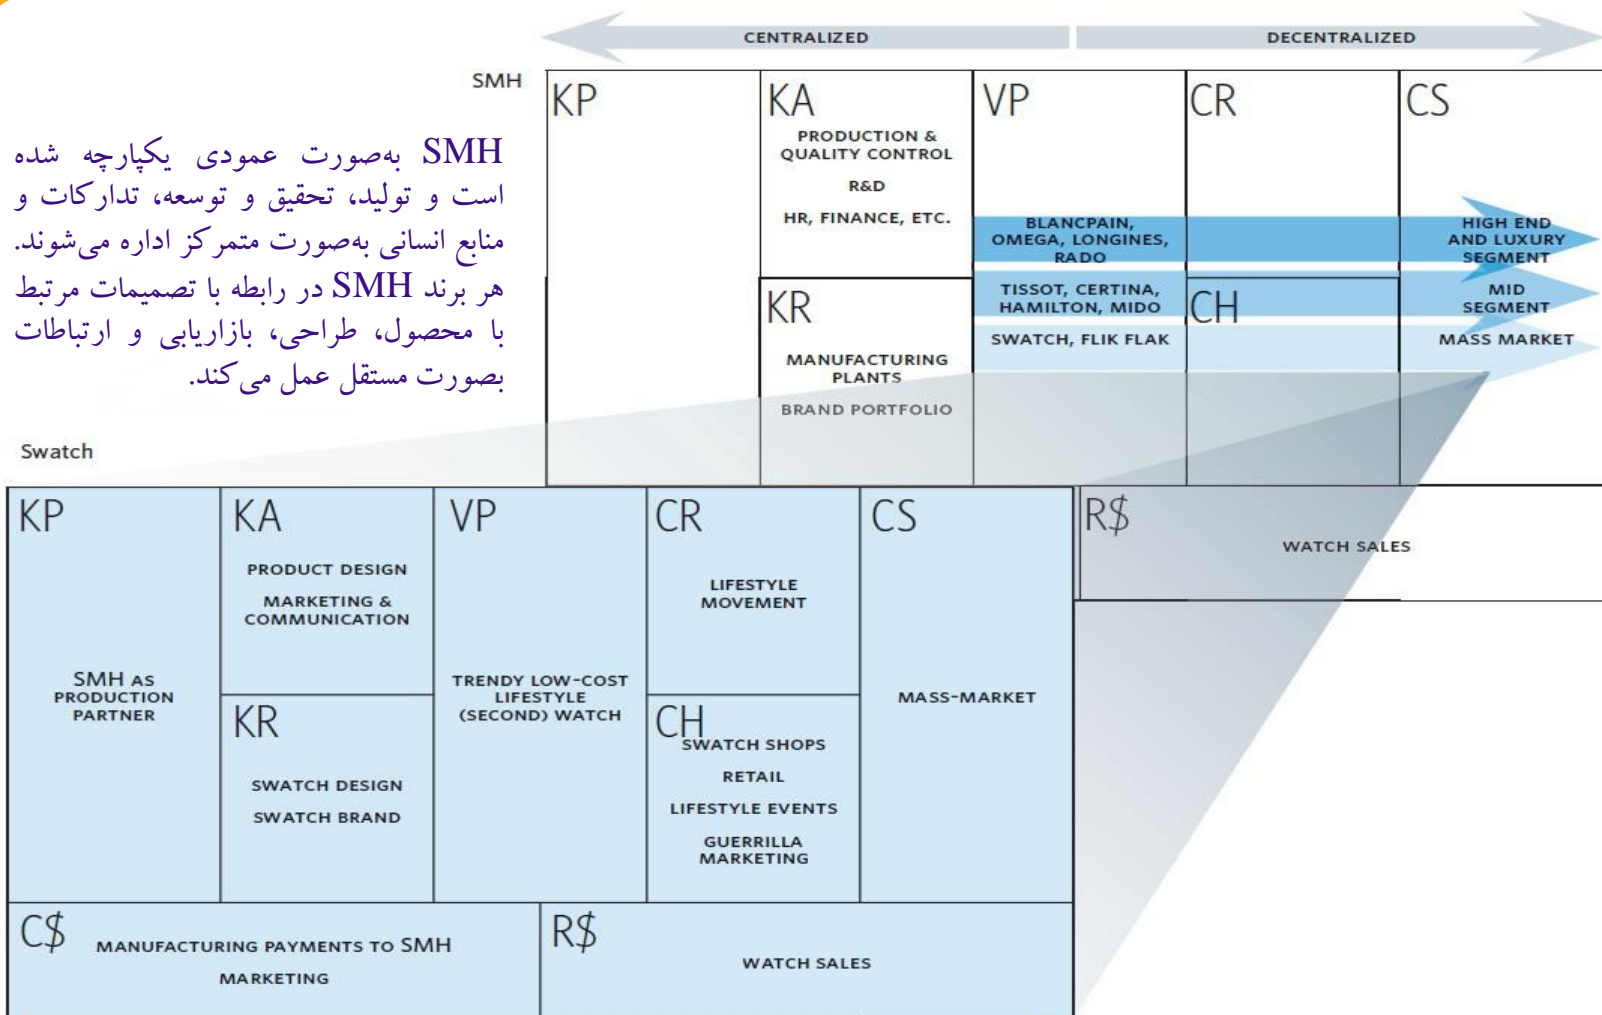 CENTRALIZED
DECENTRALIZED
SMH
SMH به‌صورت عمودی یکپارچه شده
است و تولید، تحقیق و توسعه، تدارکات و
منابع انسانی به‌صورت متمرکز اداره می‌شوند.
هر برند SMH در رابطه با تصمیمات مرتبط
با محصول، طراحی، بازاریابی و ارتباطات
بصورت مستقل عمل می‌کند.
KP
KA
PRODUCTION &
QUALITY CONTROL
R&D
HR, FINANCE, ETC.
KR
MANUFACTURING
PLANTS
BRAND PORTFOLIO
VP
BLANCPAIN,
OMEGA, LONGINES,
RADO
TISSOT, CERTINA,
HAMILTON, MIDO
SWATCH, FLIK FLAK
CR
CH
CS
HIGH END
AND LUXURY
SEGMENT
MID
SEGMENT
MASS MARKET
R$
WATCH SALES
Swatch
KP
SMH AS
PRODUCTION
PARTNER
KA
PRODUCT DESIGN
MARKETING &
COMMUNICATION
KR
SWATCH DESIGN
SWATCH BRAND
VP
TRENDY LOW-COST
LIFESTYLE
(SECOND) WATCH
CR
LIFESTYLE
MOVEMENT
CH
SWATCH SHOPS
RETAIL
LIFESTYLE EVENTS
GUERRILLA
MARKETING
CS
MASS-MARKET
C$
MANUFACTURING PAYMENTS TO SMH
MARKETING
R$
WATCH SALES